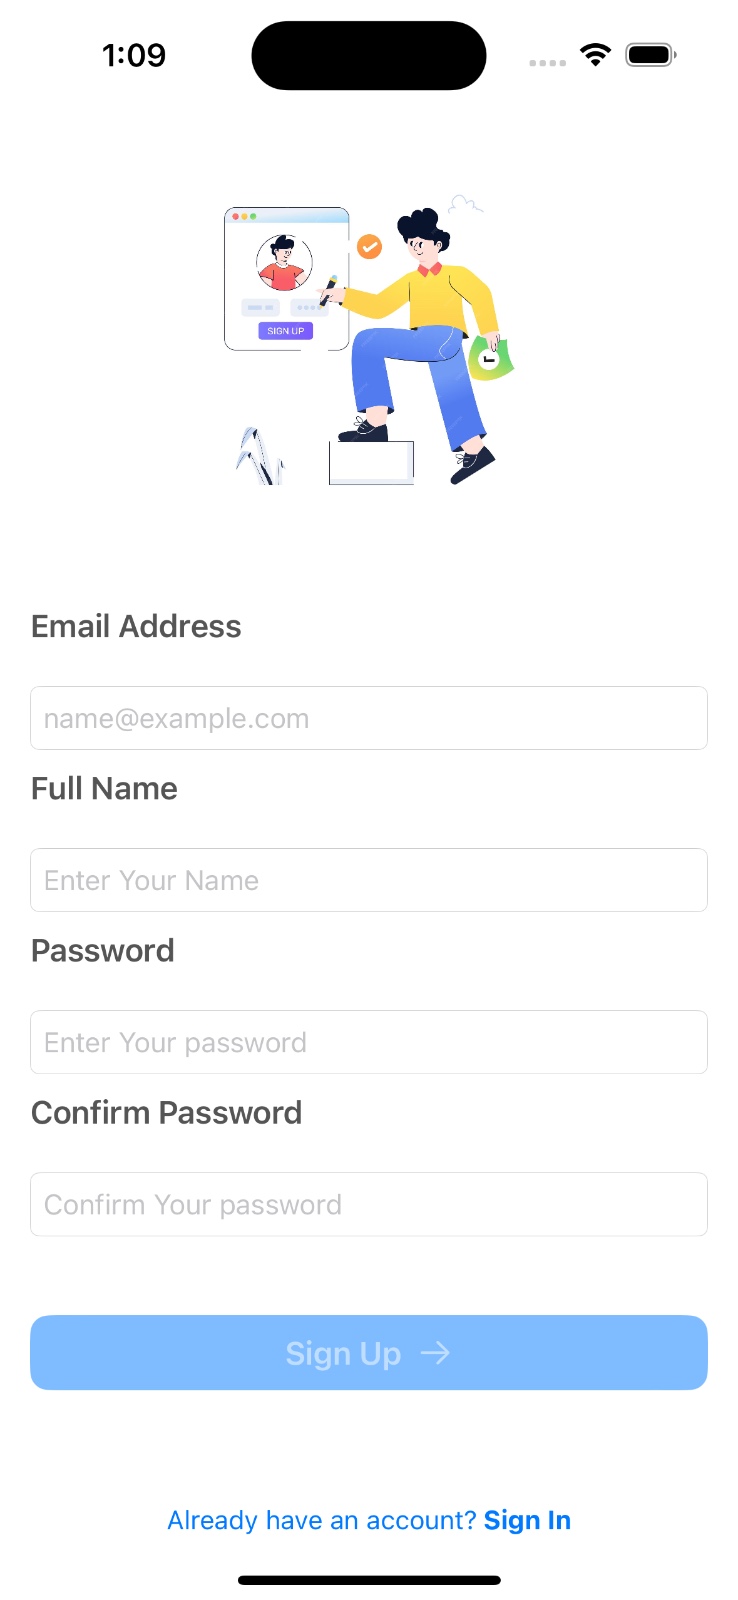 1:09
SIGN UP
Email Address
name@example.com
Full Name
Enter Your Name
Password
Enter Your password
Confirm Password
Confirm Your password
Sign Up →
Already have an account? Sign In